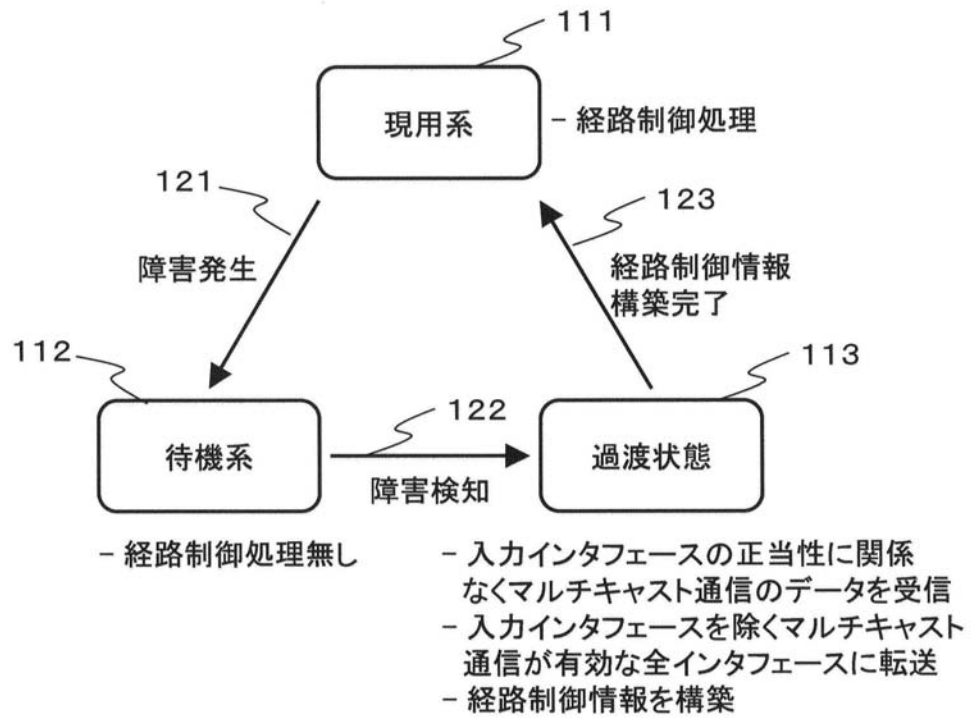 111
現用系
- 経路制御処理
121
123
障害発生
経路制御情報
構築完了
112
113
122
待機系
過渡状態
障害検知
- 経路制御処理無し
- 入力インタフェースの正当性に関係
なくマルチキャスト通信のデータを受信
- 入力インタフェースを除くマルチキャスト
通信が有効な全インタフェースに転送
- 経路制御情報を構築